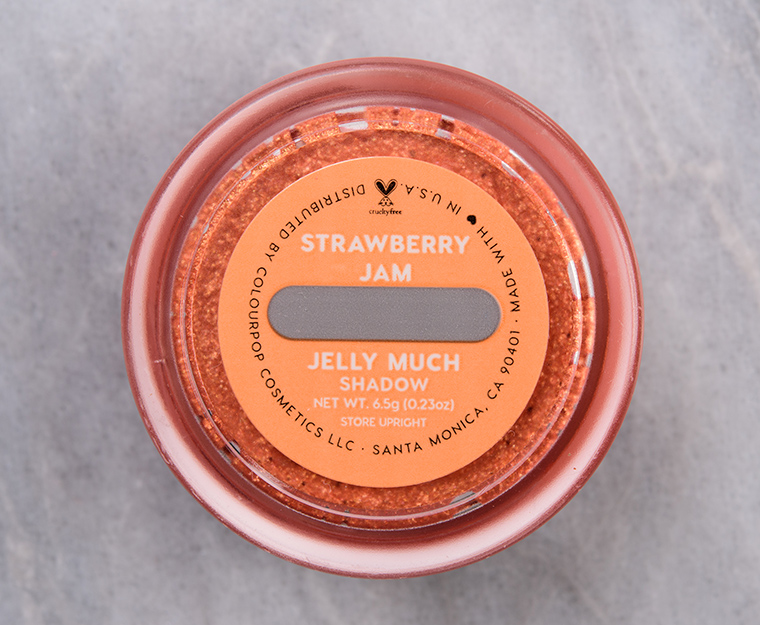 crueltyfree
STRAWBERRY
JAM
JELLY MUCH
SHADOW
NET WT. 6.5g (0.23oz)
STORE UPRIGHT
MADE WITH ♥ IN U.S.A. DISTRIBUTED BY COLOURPOP COSMETICS LLC · SANTA MONICA, CA 90401 ·